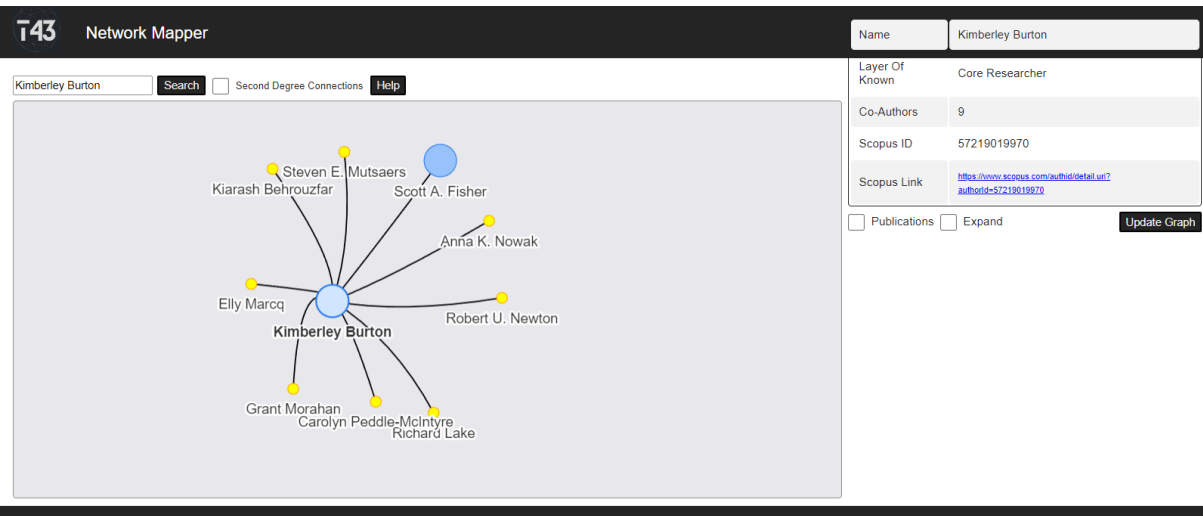 T43
Network Mapper
Name Kimberley Burton
Kimberley Burton Search Second Degree Connections Help
Layer Of
Known
Core Researcher
Co-Authors 9
Scopus ID 57219019970
Scopus Link
https://www.scopus.com/authid/detail.uri?
authorId=57219019970
Publications Expand Update Graph
Steven E. Mutsaers
Kiarash Behrouzfar
Scott A. Fisher
Anna K. Nowak
Elly Marcq
Robert U. Newton
Kimberley Burton
Grant Morahan
Carolyn Peddle-McIntyre
Richard Lake